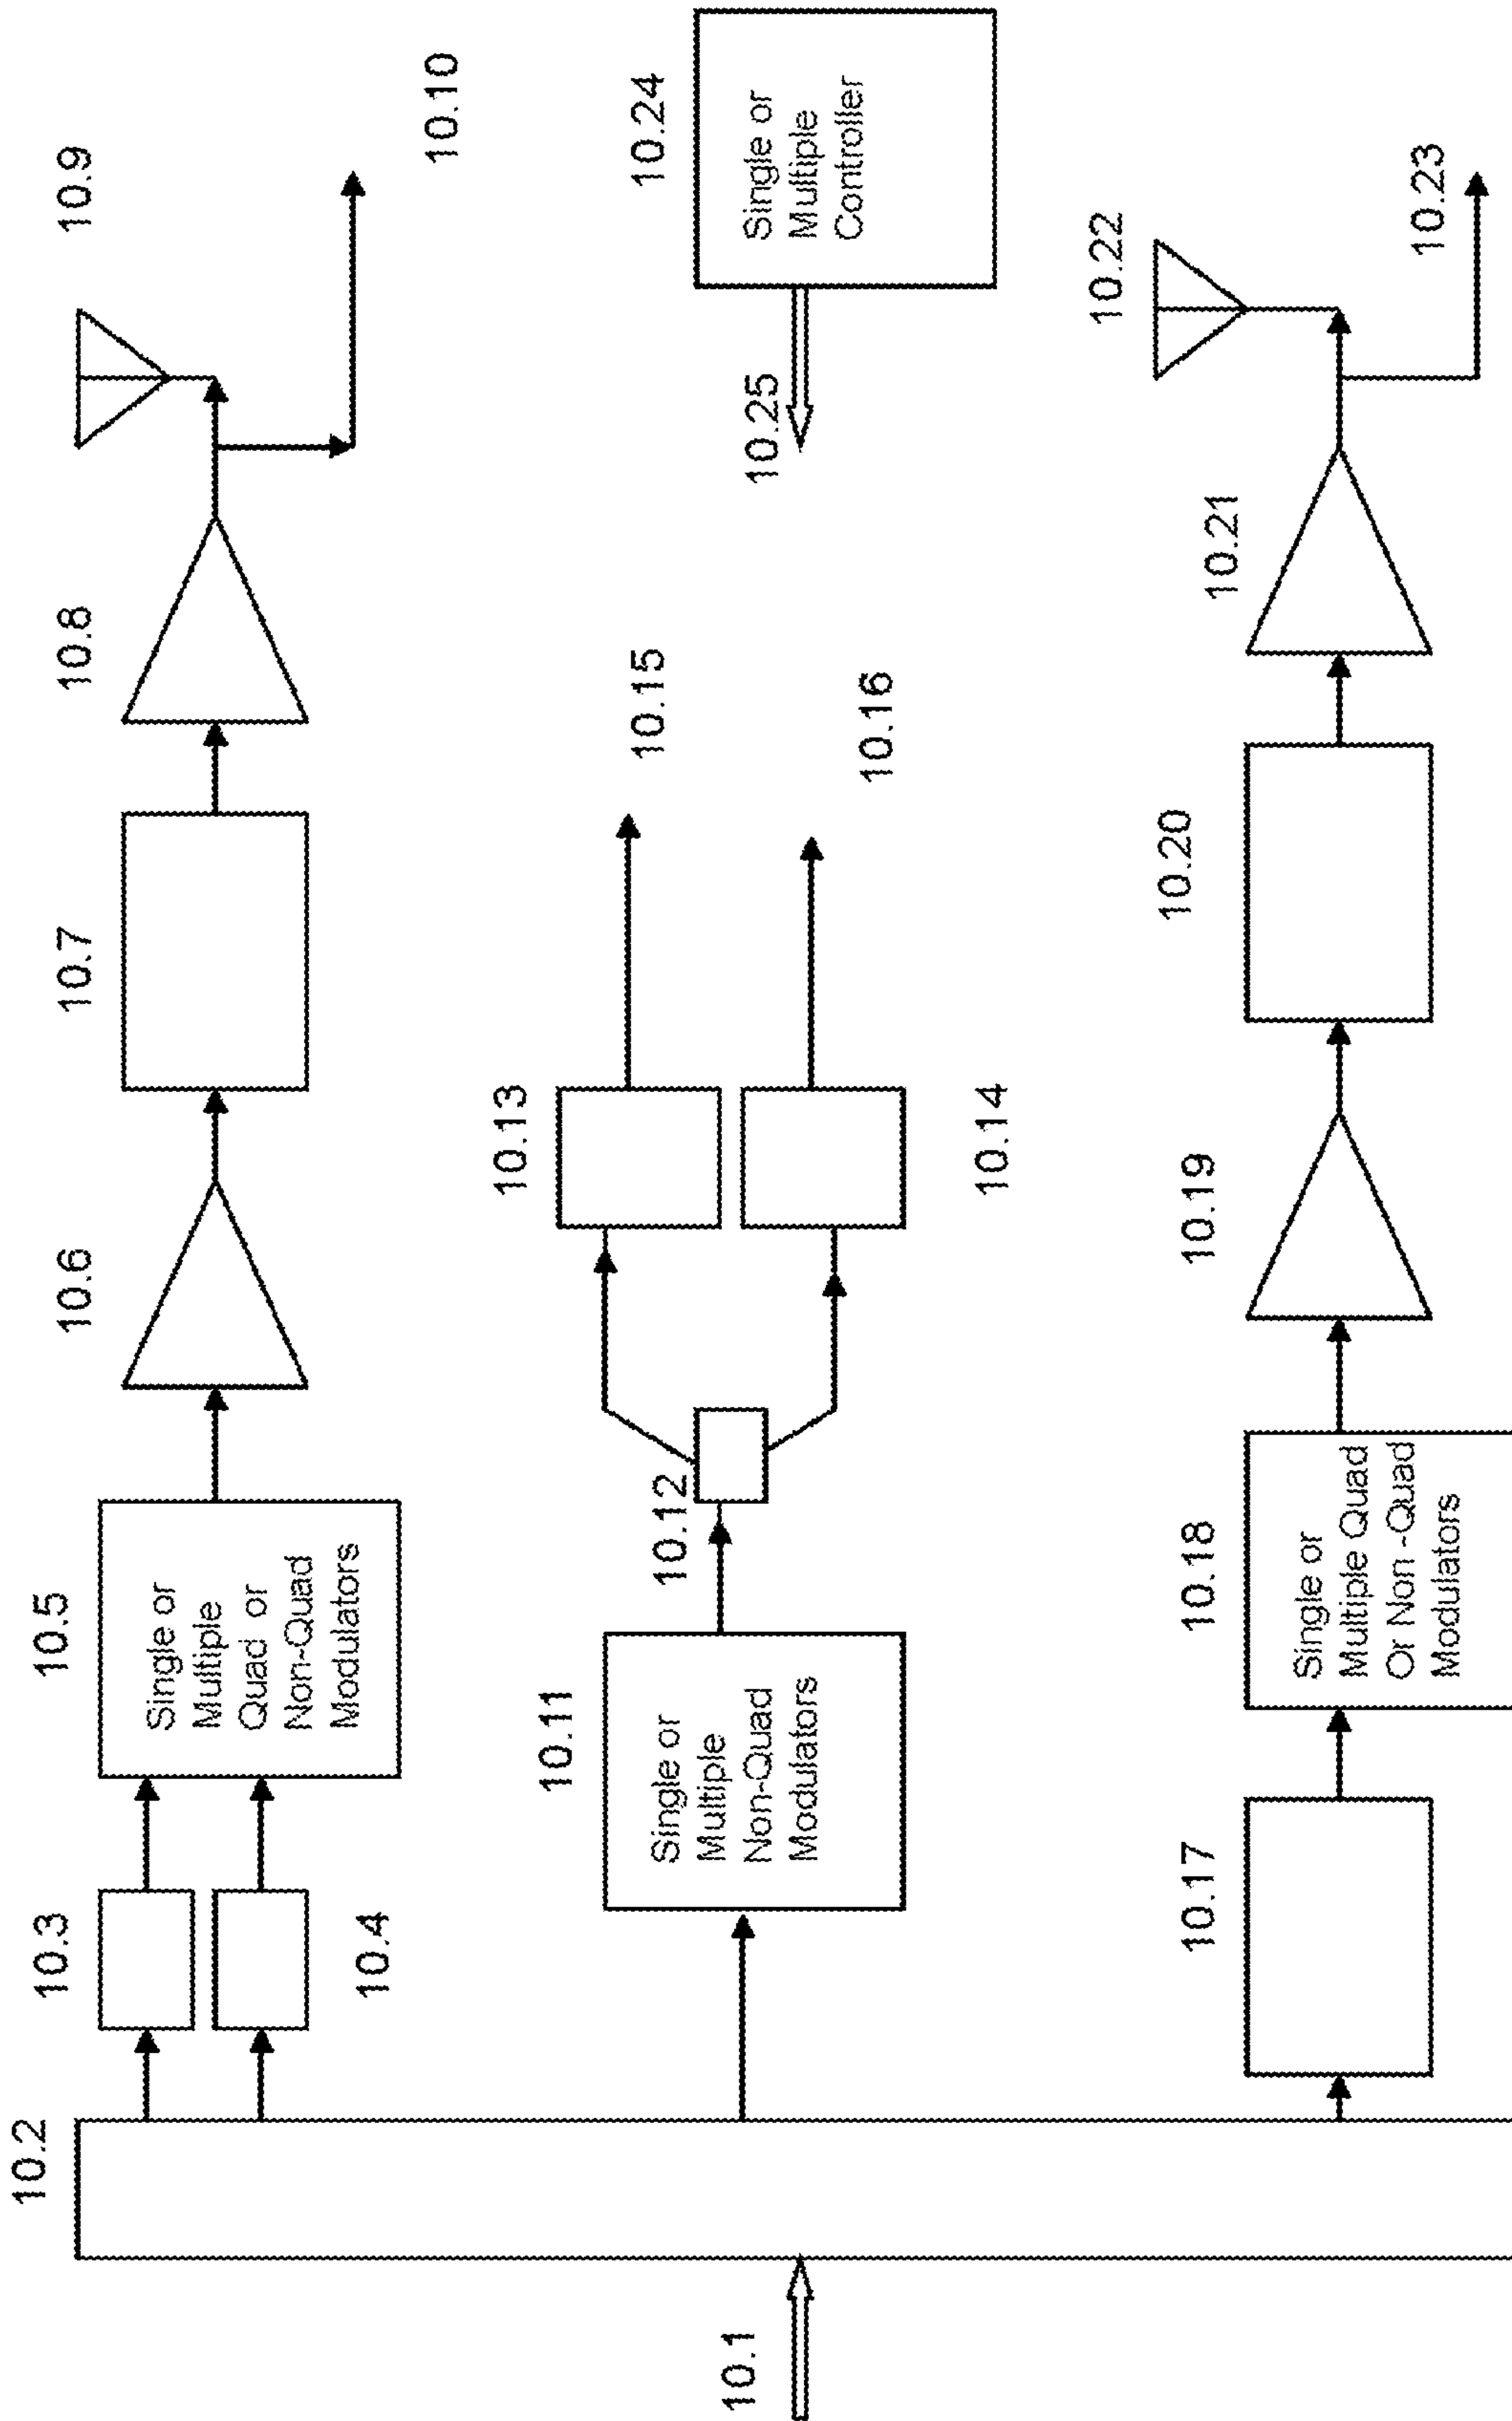 10.1
10.2
10.3
10.4
10.5
Single or
Multiple
Quad or
Non-Quad
Modulators
10.6
10.7
10.8
10.9
10.10
10.11
Single or
Multiple
Non-Quad
Modulators
10.12
10.13
10.14
10.15
10.16
10.24
Single or
Multiple
Controller
10.25
10.17
10.18
Single or
Multiple Quad
Or Non -Quad
Modulators
10.19
10.20
10.21
10.22
10.23